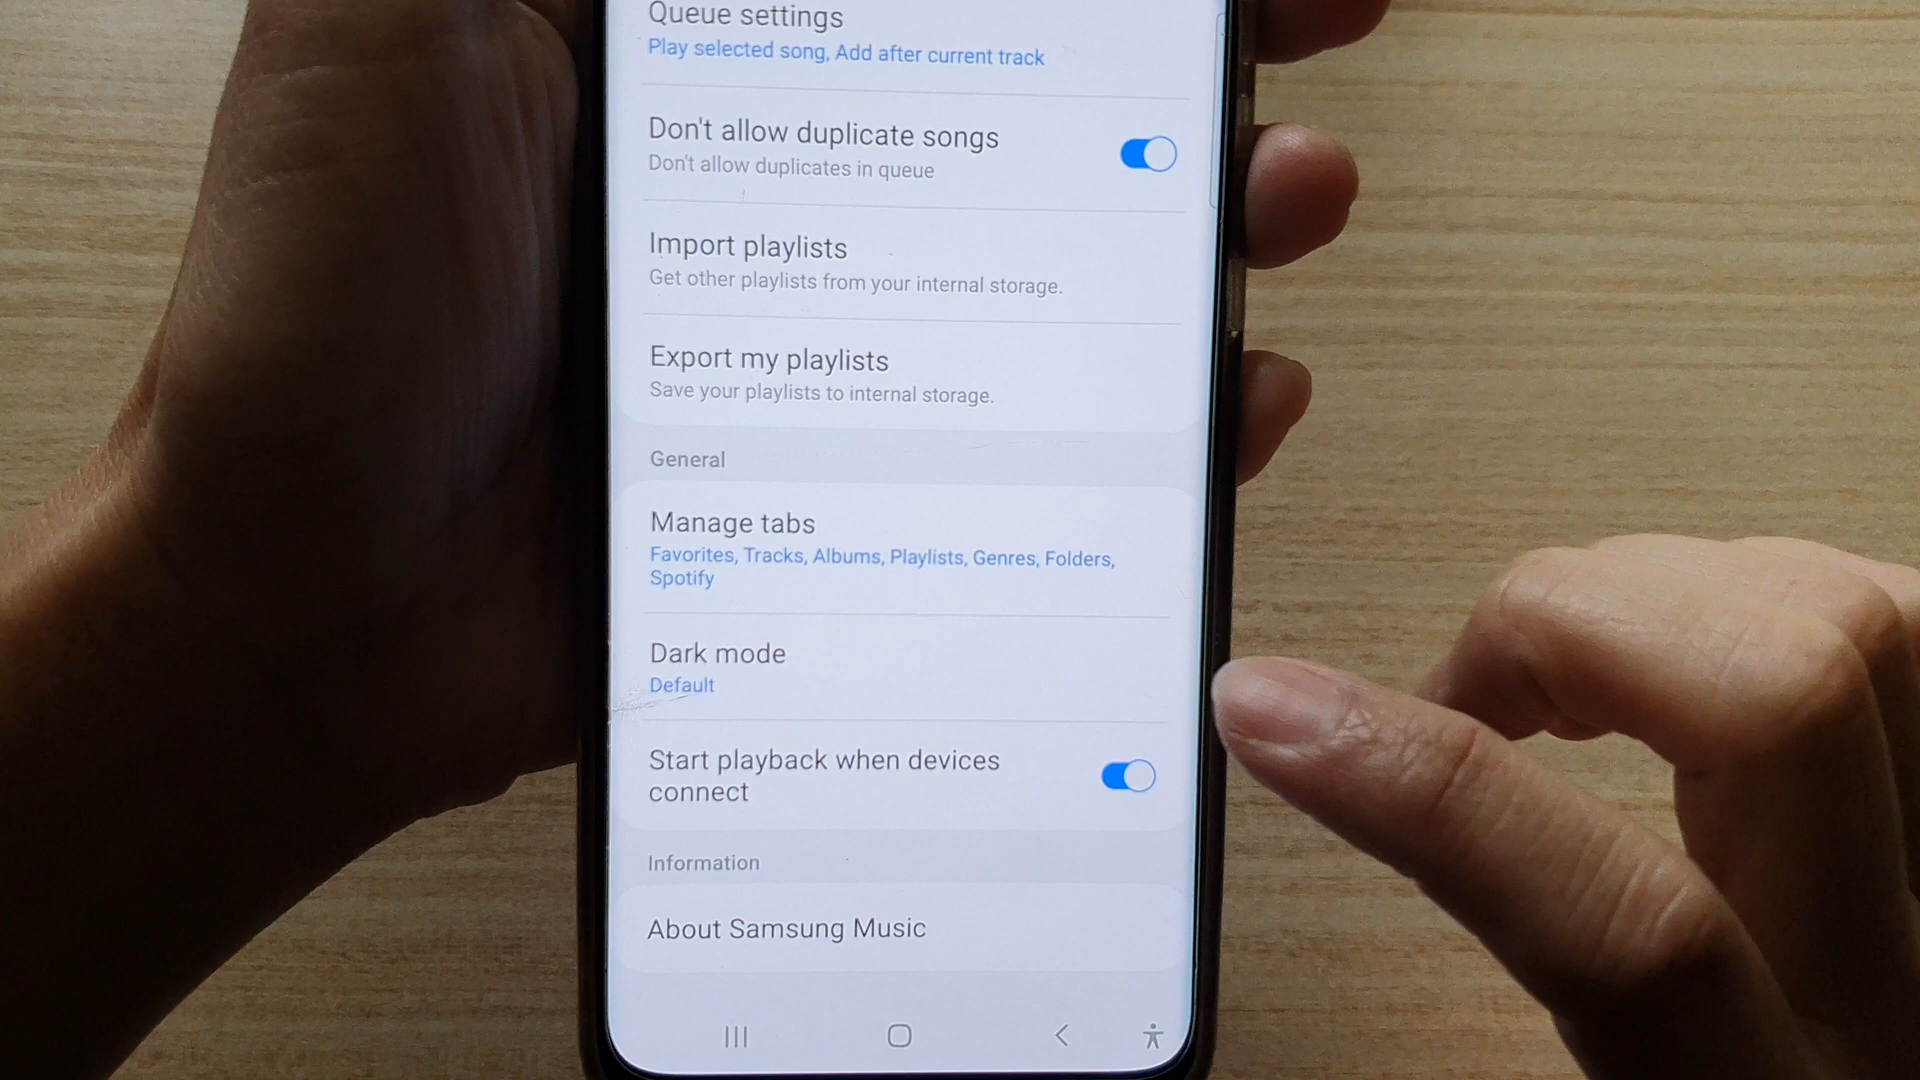 Queue settings
Play selected song, Add after current track
Don't allow duplicate songs
Don't allow duplicates in queue
Import playlists
Get other playlists from your internal storage.
Export my playlists
Save your playlists to internal storage.
General
Manage tabs
Favorites, Tracks, Albums, Playlists, Genres, Folders,
Spotify
Dark mode
Default
Start playback when devices
connect
Information
About Samsung Music